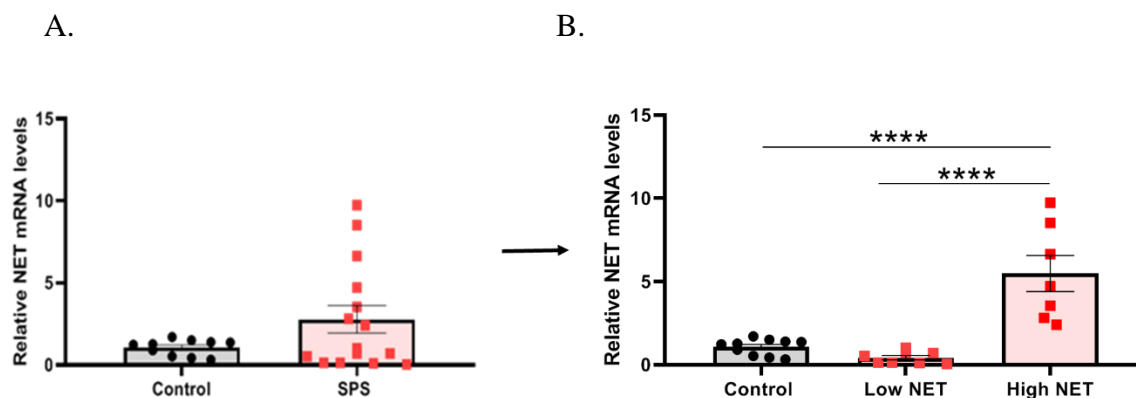 A.
B.
Relative NET mRNA levels
15
10
5
0
Control
SPS
Relative NET mRNA levels
15
10
5
0
****
****
Control
Low NET
High NET